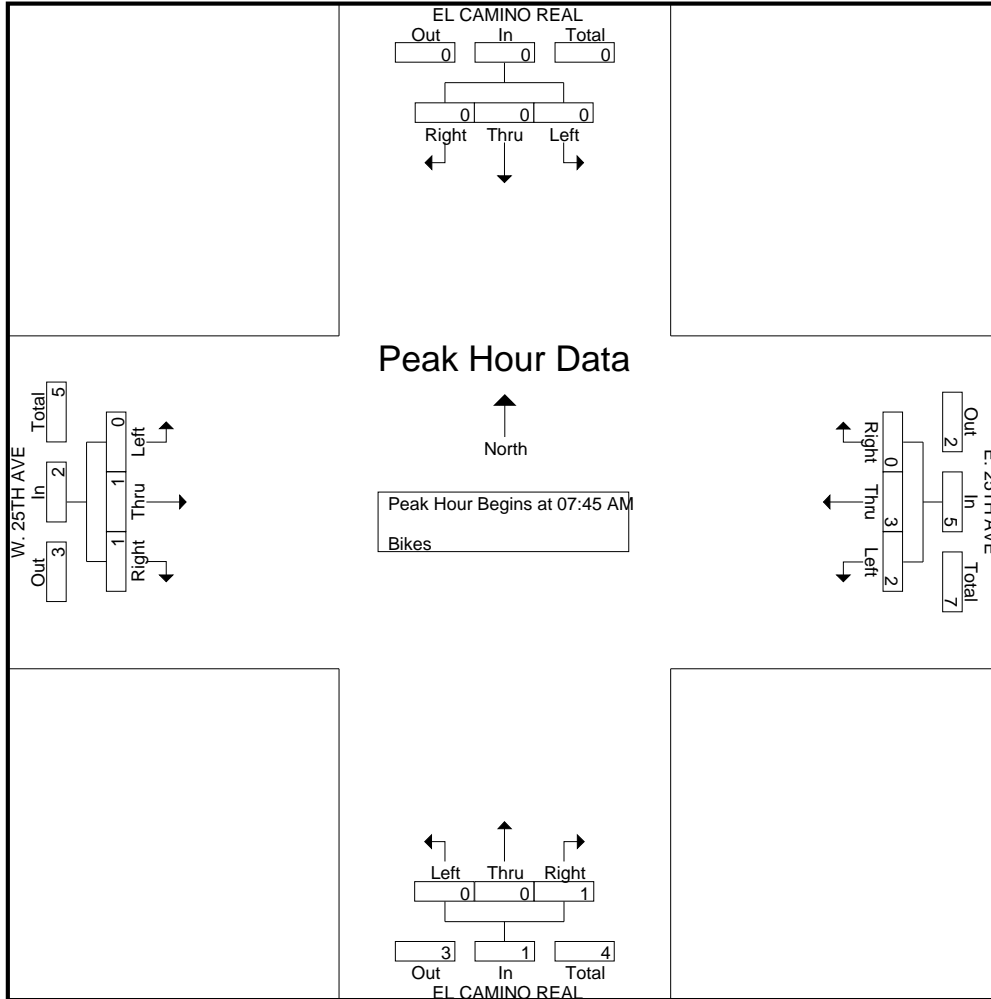 EL CAMINO REAL
Out In Total
0 0 0
0 0 0
Right Thru Left
Peak Hour Data
North
Peak Hour Begins at 07:45 AM
Bikes
W. 25TH AVE
Out In Total
3 2 5
Right Thru Left
1 1 0
E. 25TH AVE
Out In Total
2 5 7
Right Thru Left
0 3 2
Left Thru Right
0 0 1
3 1 4
Out In Total
EL CAMINO REAL